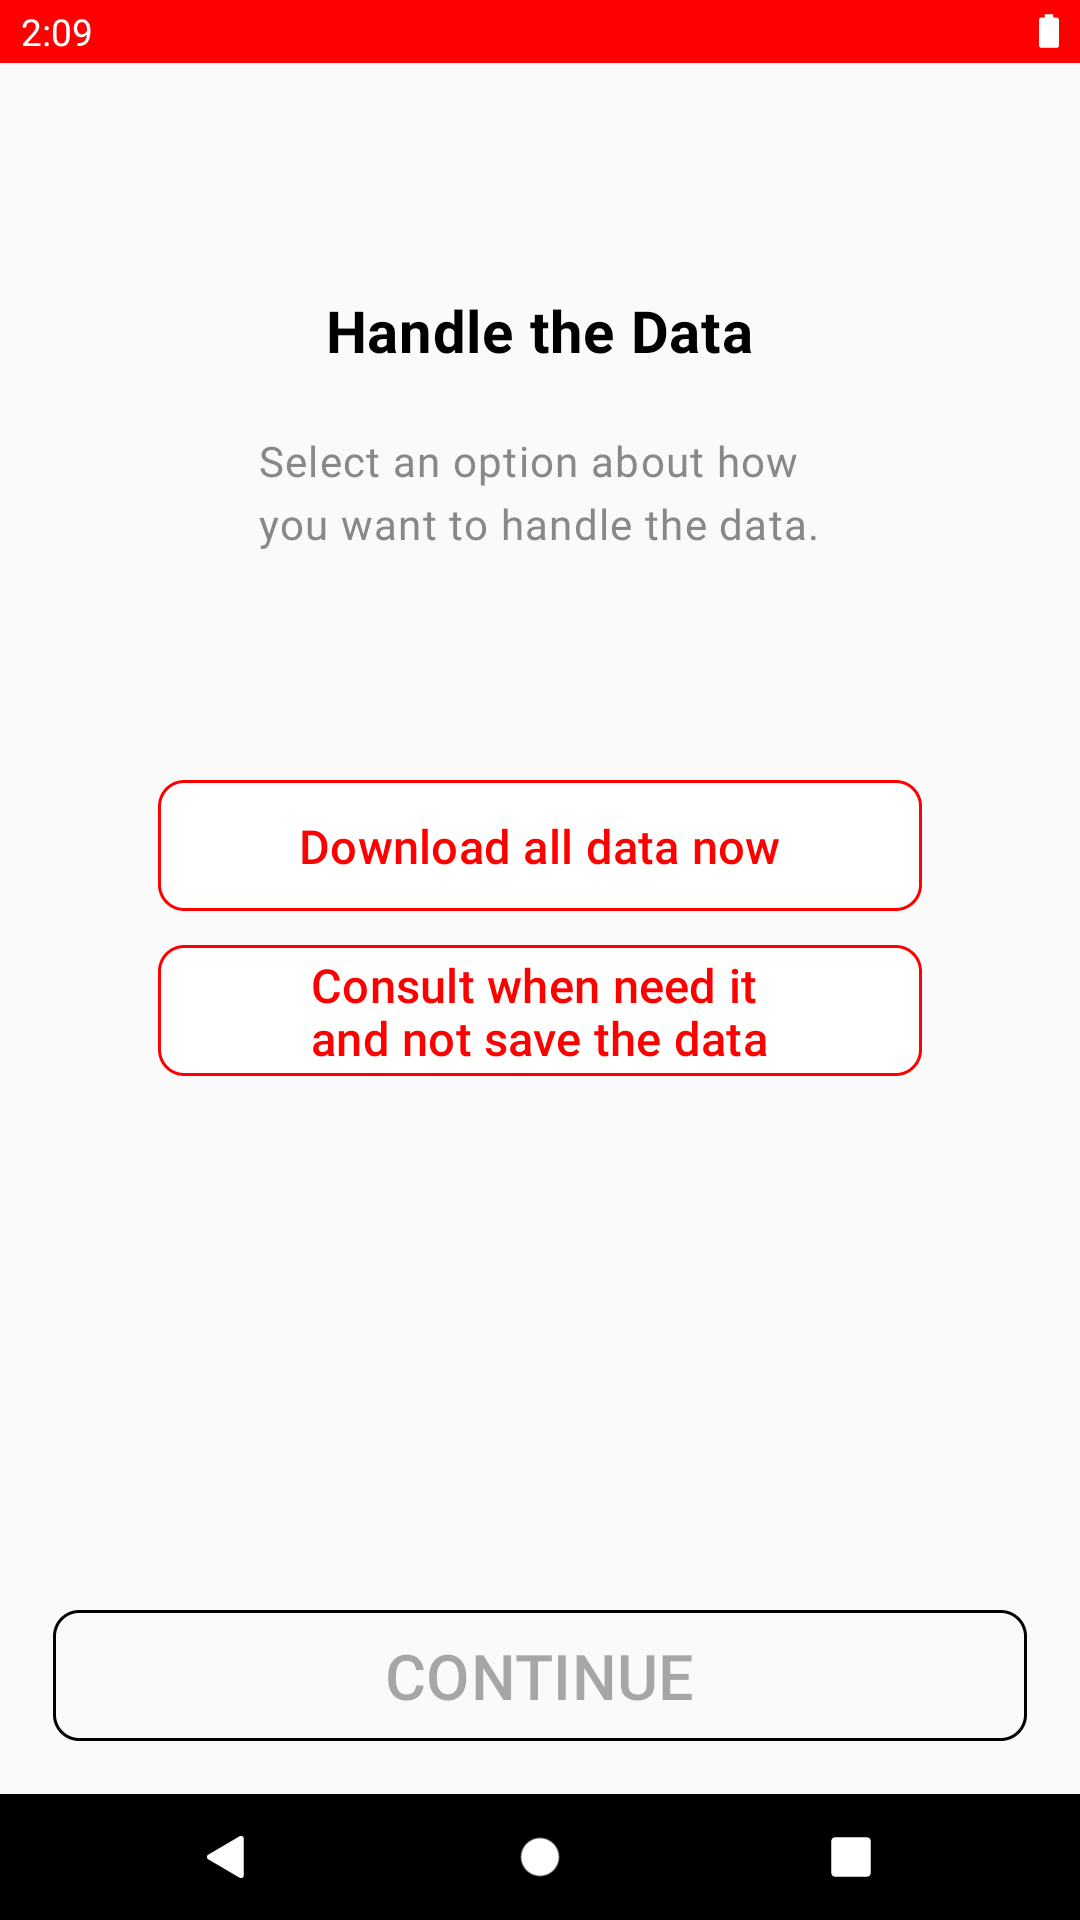 2:09
Handle the Data
Select an option about how
you want to handle the data.
Download all data now
Consult when need it
and not save the data
CONTINUE